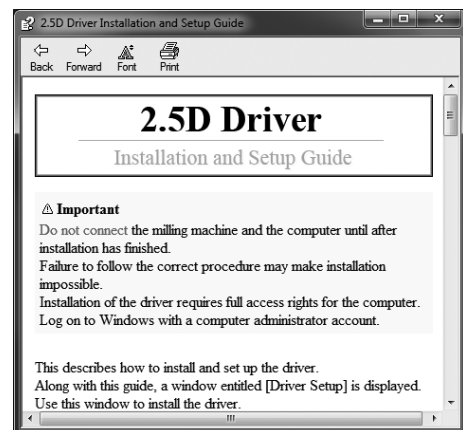 2.5D Driver Installation and Setup Guide
Back Forward Font Print
2.5D Driver
Installation and Setup Guide
Important
Do not connect the milling machine and the computer until after
installation has finished.
Failure to follow the correct procedure may make installation
impossible.
Installation of the driver requires full access rights for the computer.
Log on to Windows with a computer administrator account.
This describes how to install and set up the driver.
Along with this guide, a window entitled [Driver Setup] is displayed.
Use this window to install the driver.